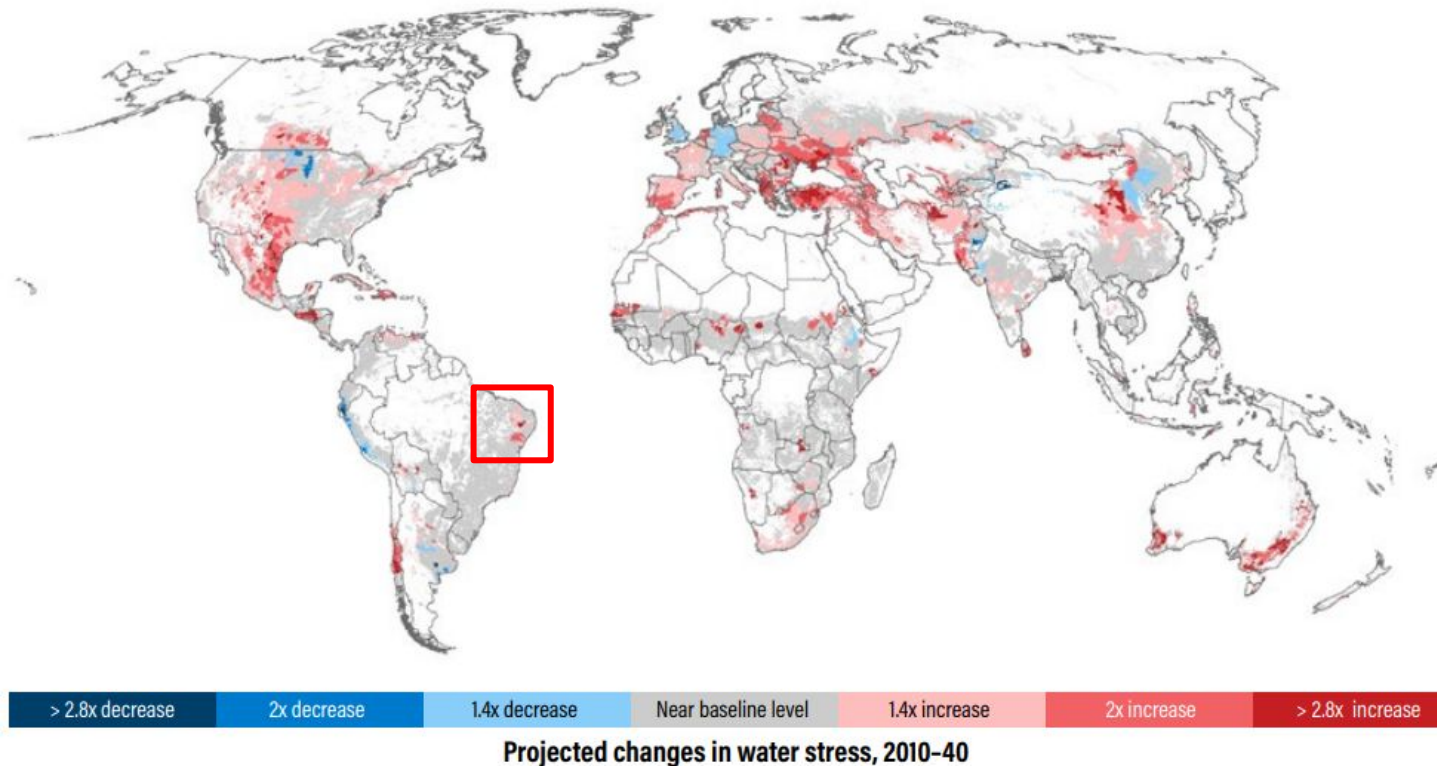 > 2.8x decrease 2x decrease 1.4x decrease Near baseline level 1.4x increase 2x increase > 2.8x increase
Projected changes in water stress, 2010–40